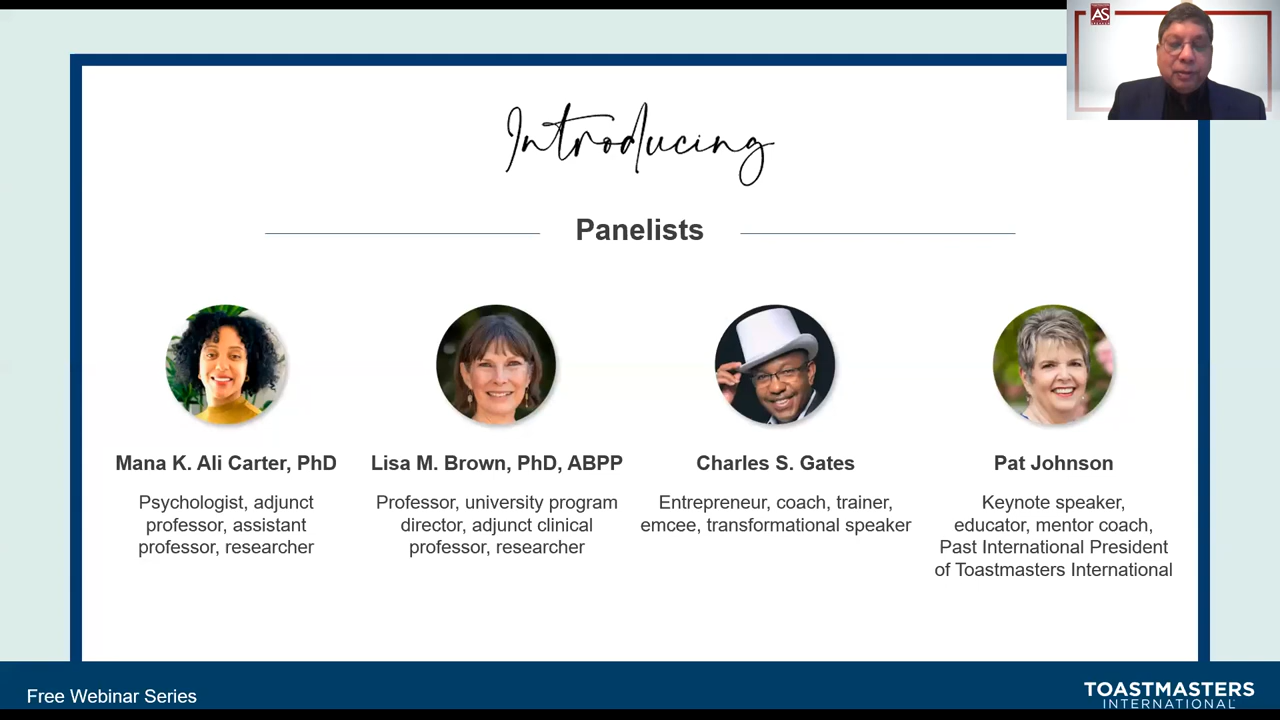 AS
Introducing
Panelists
Mana K. Ali Carter, PhD
Psychologist, adjunct
professor, assistant
professor, researcher
Lisa M. Brown, PhD, ABPP
Professor, university program
director, adjunct clinical
professor, researcher
Charles S. Gates
Entrepreneur, coach, trainer,
emcee, transformational speaker
Pat Johnson
Keynote speaker,
educator, mentor coach,
Past International President
of Toastmasters International
Free Webinar Series
TOASTMASTERS
INTERNATIONAL